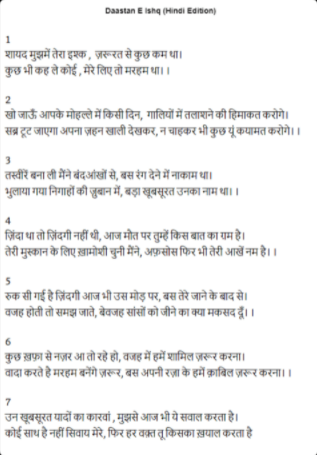 Daastan E Ishq (Hindi Edition)
1
शायद मुझमें तेरा इश्क , ज़रूरत से कुछ कम था।
कुछ भी कह ले कोई , मेरे लिए तो मरहम था। ।
2
खो जाऊँ आपके मोहल्ले में किसी दिन, गालियों में तलाशने की हिमाकत करोगे।
सब्र टूट जाएगा अपना ज़हन खाली देखकर, न चाहकर भी कुछ यूं कयामत करोगे। ।
3
तस्वीरें बना ली मैंने बंदआंखों से, बस रंग देने में नाकाम था।
भुलाया गया निगाहों की ज़ुबान में, बड़ा खूबसूरत उनका नाम था। ।
4
ज़िंदा था तो ज़िंदगी नहीं थी, आज मौत पर तुम्हें किस बात का ग़म है।
तेरी मुस्कान के लिए ख़ामोशी चुनी मैंने, अफ़सोस फिर भी तेरी आखें नम है। ।
5
रुक सी गई है ज़िंदगी आज भी उस मोड़ पर, बस तेरे जाने के बाद से।
वजह होती तो समझ जाते, बेवजह सांसों को जीने का क्या मकसद दूँ। ।
6
कुछ ख़फ़ा से नज़र आ तो रहे हो, वजह में हमें शामिल ज़रूर करना।
वादा करते है मरहम बनेंगे ज़रूर, बस अपनी रज़ा के हमें क़ाबिल ज़रूर करना। ।
7
उन खूबसूरत यादों का कारवां , मुझसे आज भी ये सवाल करता है।
कोई साथ है नहीं सिवाय मेरे, फिर हर वक़्त तू किसका ख़याल करता है